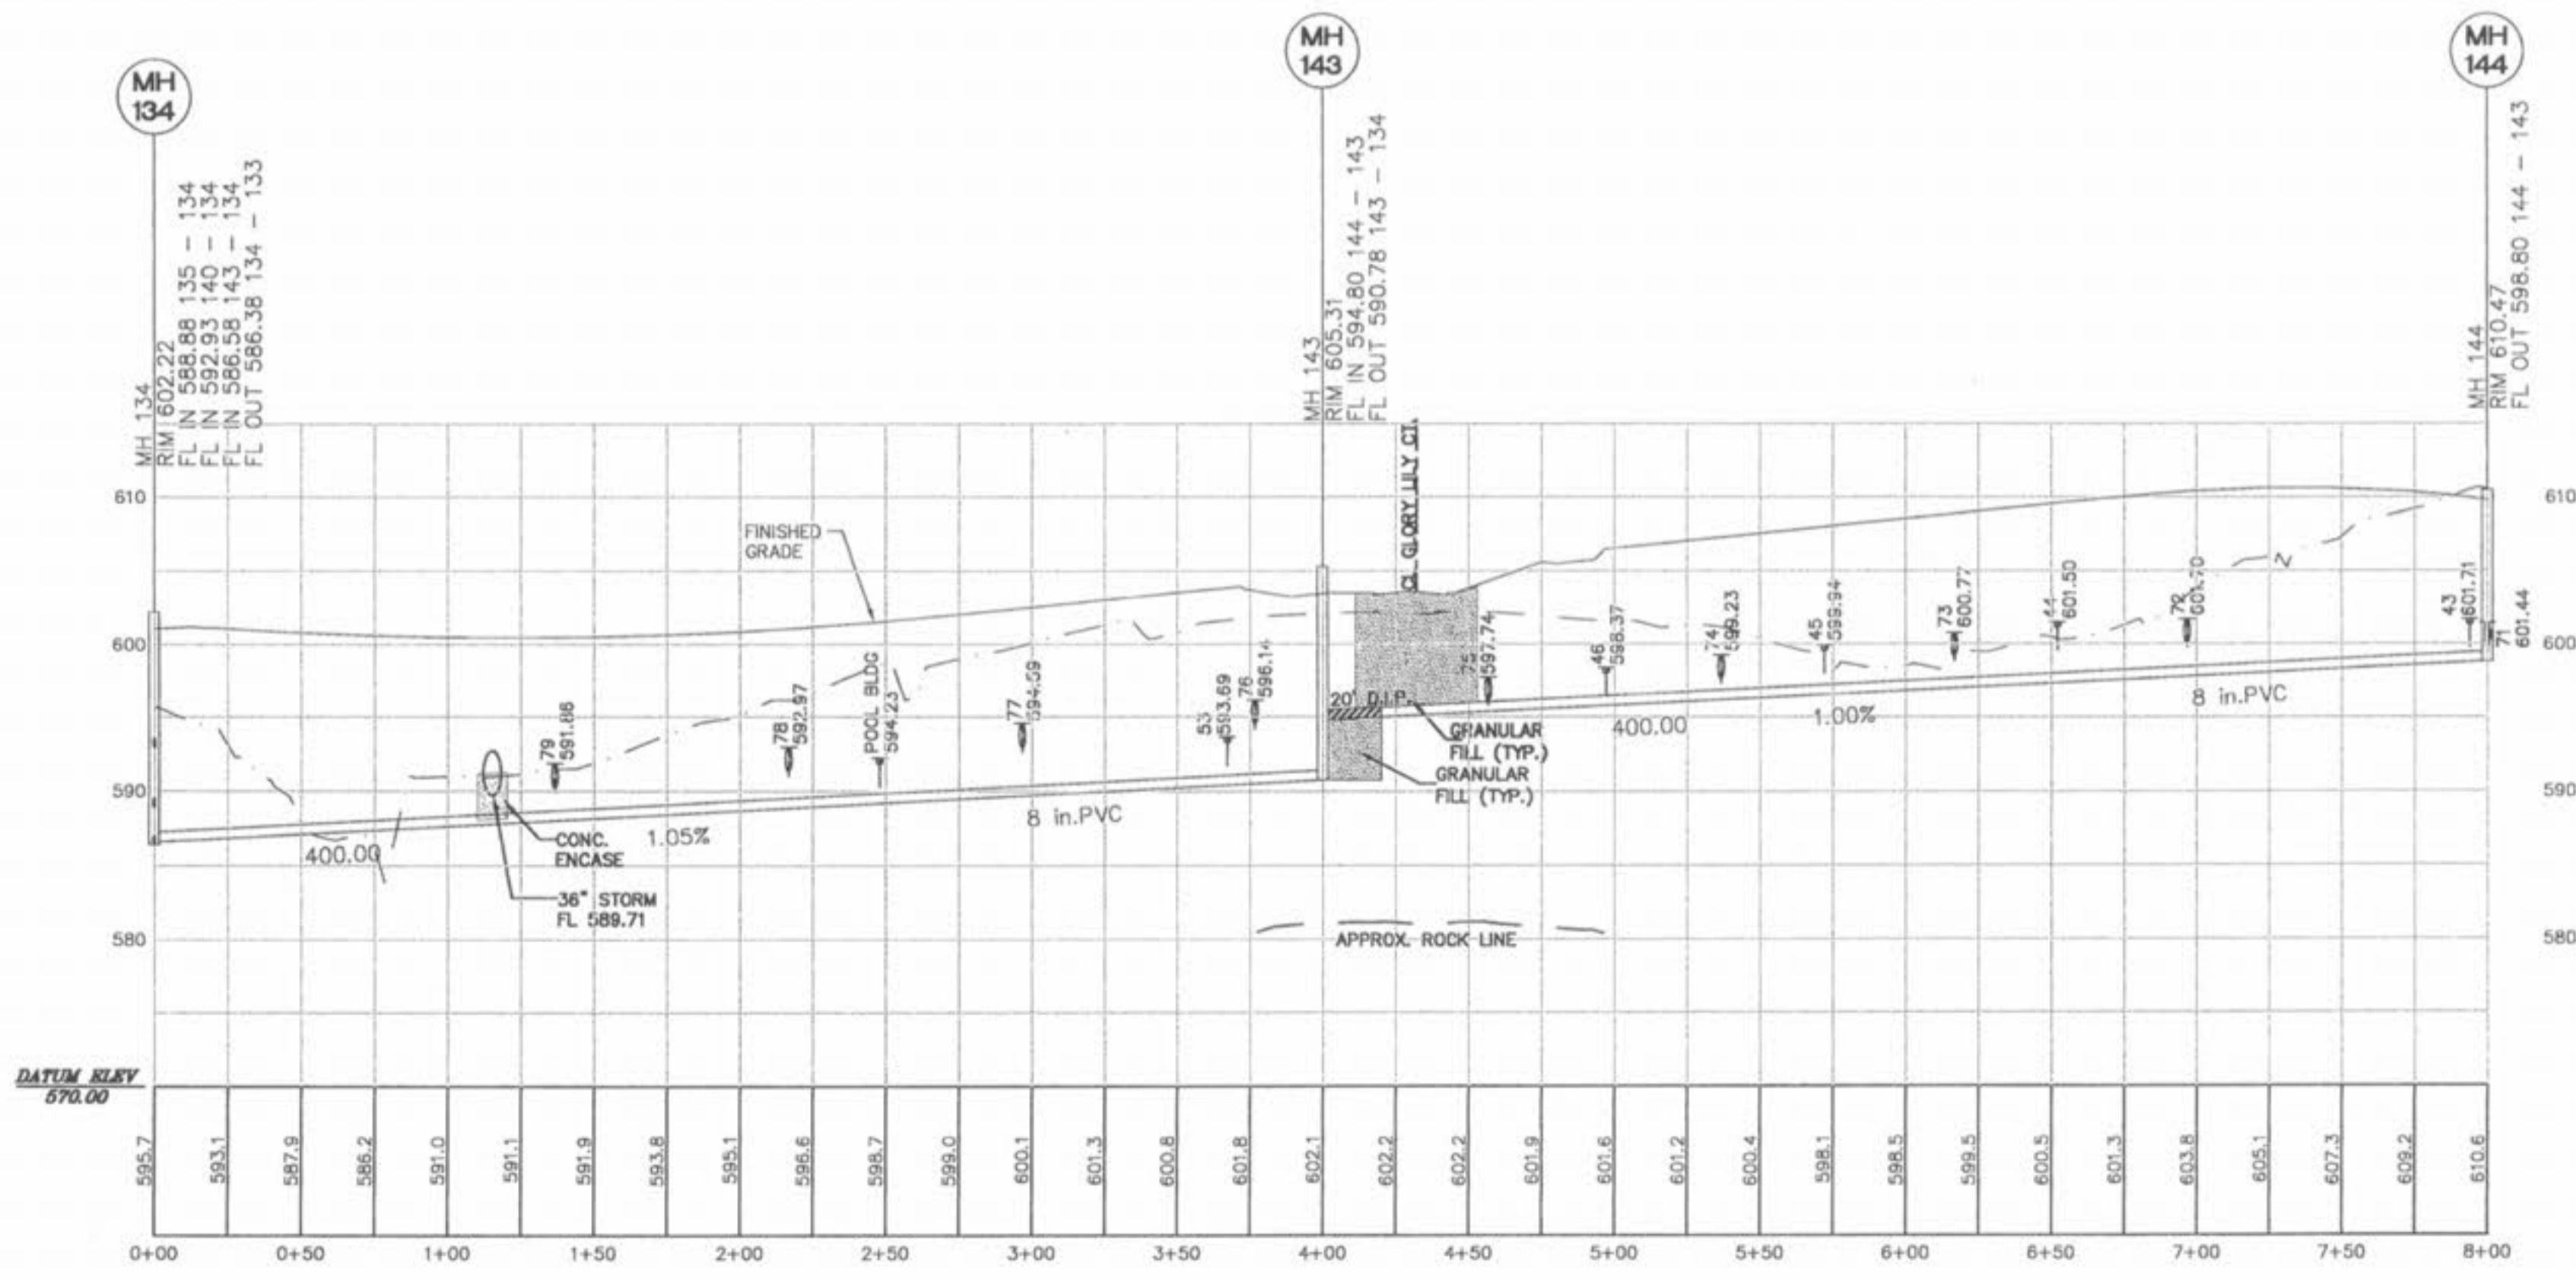 MH
134
MH
143
MH
144
MH 134
RIM 602.22
FL IN 588.88 135 - 134
FL IN 592.93 140 - 134
FL IN 586.58 143 - 134
FL OUT 586.38 134 - 133
MH 143
RIM 605.31
FL IN 594.80 144 - 143
FL OUT 590.78 143 - 134
MH 144
RIM 610.47
FL OUT 598.80 144 - 143
610
600
590
580
610
600
590
580
FINISHED
GRADE
CL GLORY LILY CT.
79
591.86
78
592.97
POOL BLDG
594.23
77
594.59
53
593.69
76
596.14
75
597.74
46
598.37
74
599.23
45
599.94
73
600.77
44
601.50
72
601.70
43
601.71
71
601.44
20' D.I.P.
GRANULAR
FILL (TYP.)
GRANULAR
FILL (TYP.)
400.00
1.00%
8 in.PVC
400.00
1.05%
8 in.PVC
CONC.
ENCASE
36" STORM
FL 589.71
APPROX. ROCK LINE
DATUM ELEV
570.00
595.7
593.1
587.9
586.2
591.0
591.1
591.9
593.8
595.1
596.6
598.7
599.0
600.1
601.3
600.8
601.8
602.1
602.2
602.2
601.9
601.6
601.2
600.4
598.1
598.5
599.5
600.5
601.3
603.8
605.1
607.3
609.2
610.6
0+00
0+50
1+00
1+50
2+00
2+50
3+00
3+50
4+00
4+50
5+00
5+50
6+00
6+50
7+00
7+50
8+00